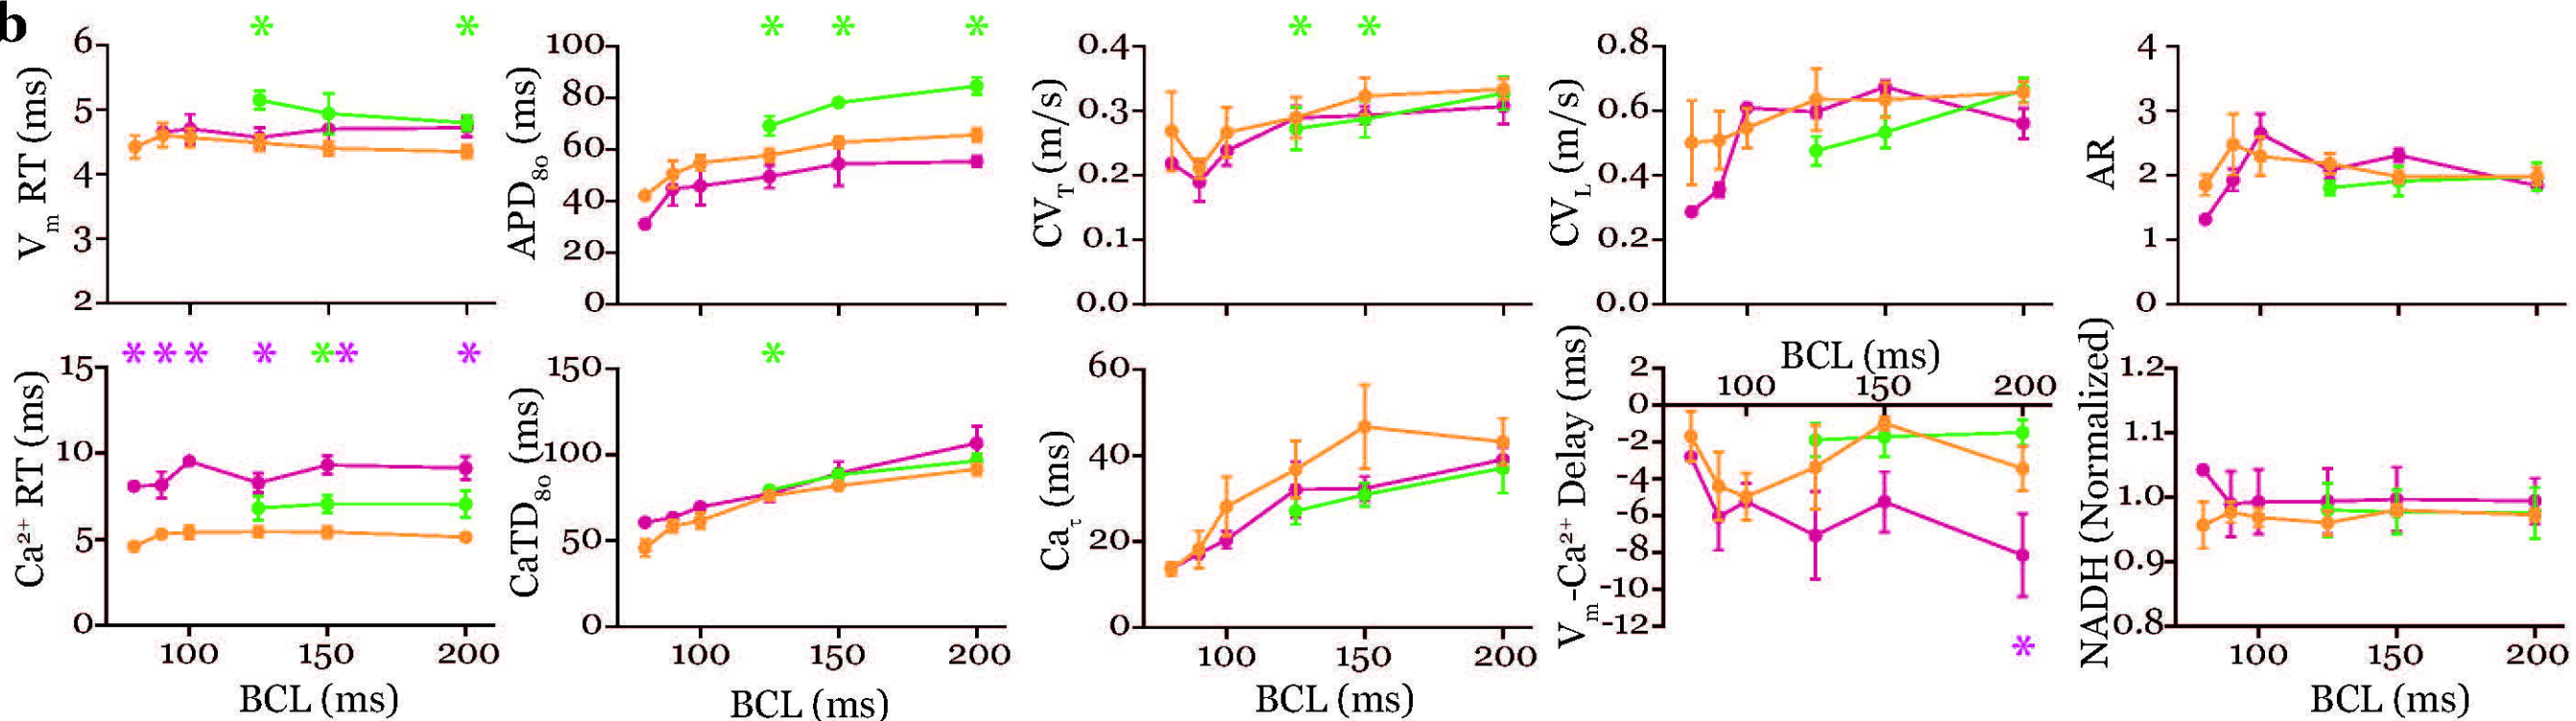 b
* *
* * *
* *
6
5
4
3
2
Vm RT (ms)
100
80
60
40
20
0
APD80 (ms)
0.4
0.3
0.2
0.1
0.0
CVT (m/s)
0.8
0.6
0.4
0.2
0.0
CVL (m/s)
4
3
2
1
0
AR
* * * * * * *
15
10
5
0
Ca2+ RT (ms)
100 150 200
BCL (ms)
*
150
100
50
0
CaTD80 (ms)
100 150 200
BCL (ms)
60
40
20
0
Caτ (ms)
100 150 200
BCL (ms)
BCL (ms)
100 150 200
2
0
-2
-4
-6
-8
-10
-12
Vm-Ca2+ Delay (ms)
*
1.2
1.1
1.0
0.9
0.8
NADH (Normalized)
100 150 200
BCL (ms)